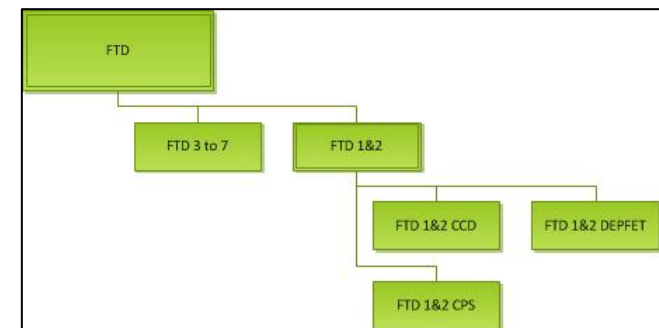 FTD
FTD 3 to 7
FTD 1&2
FTD 1&2 CCD
FTD 1&2 DEPFET
FTD 1&2 CPS